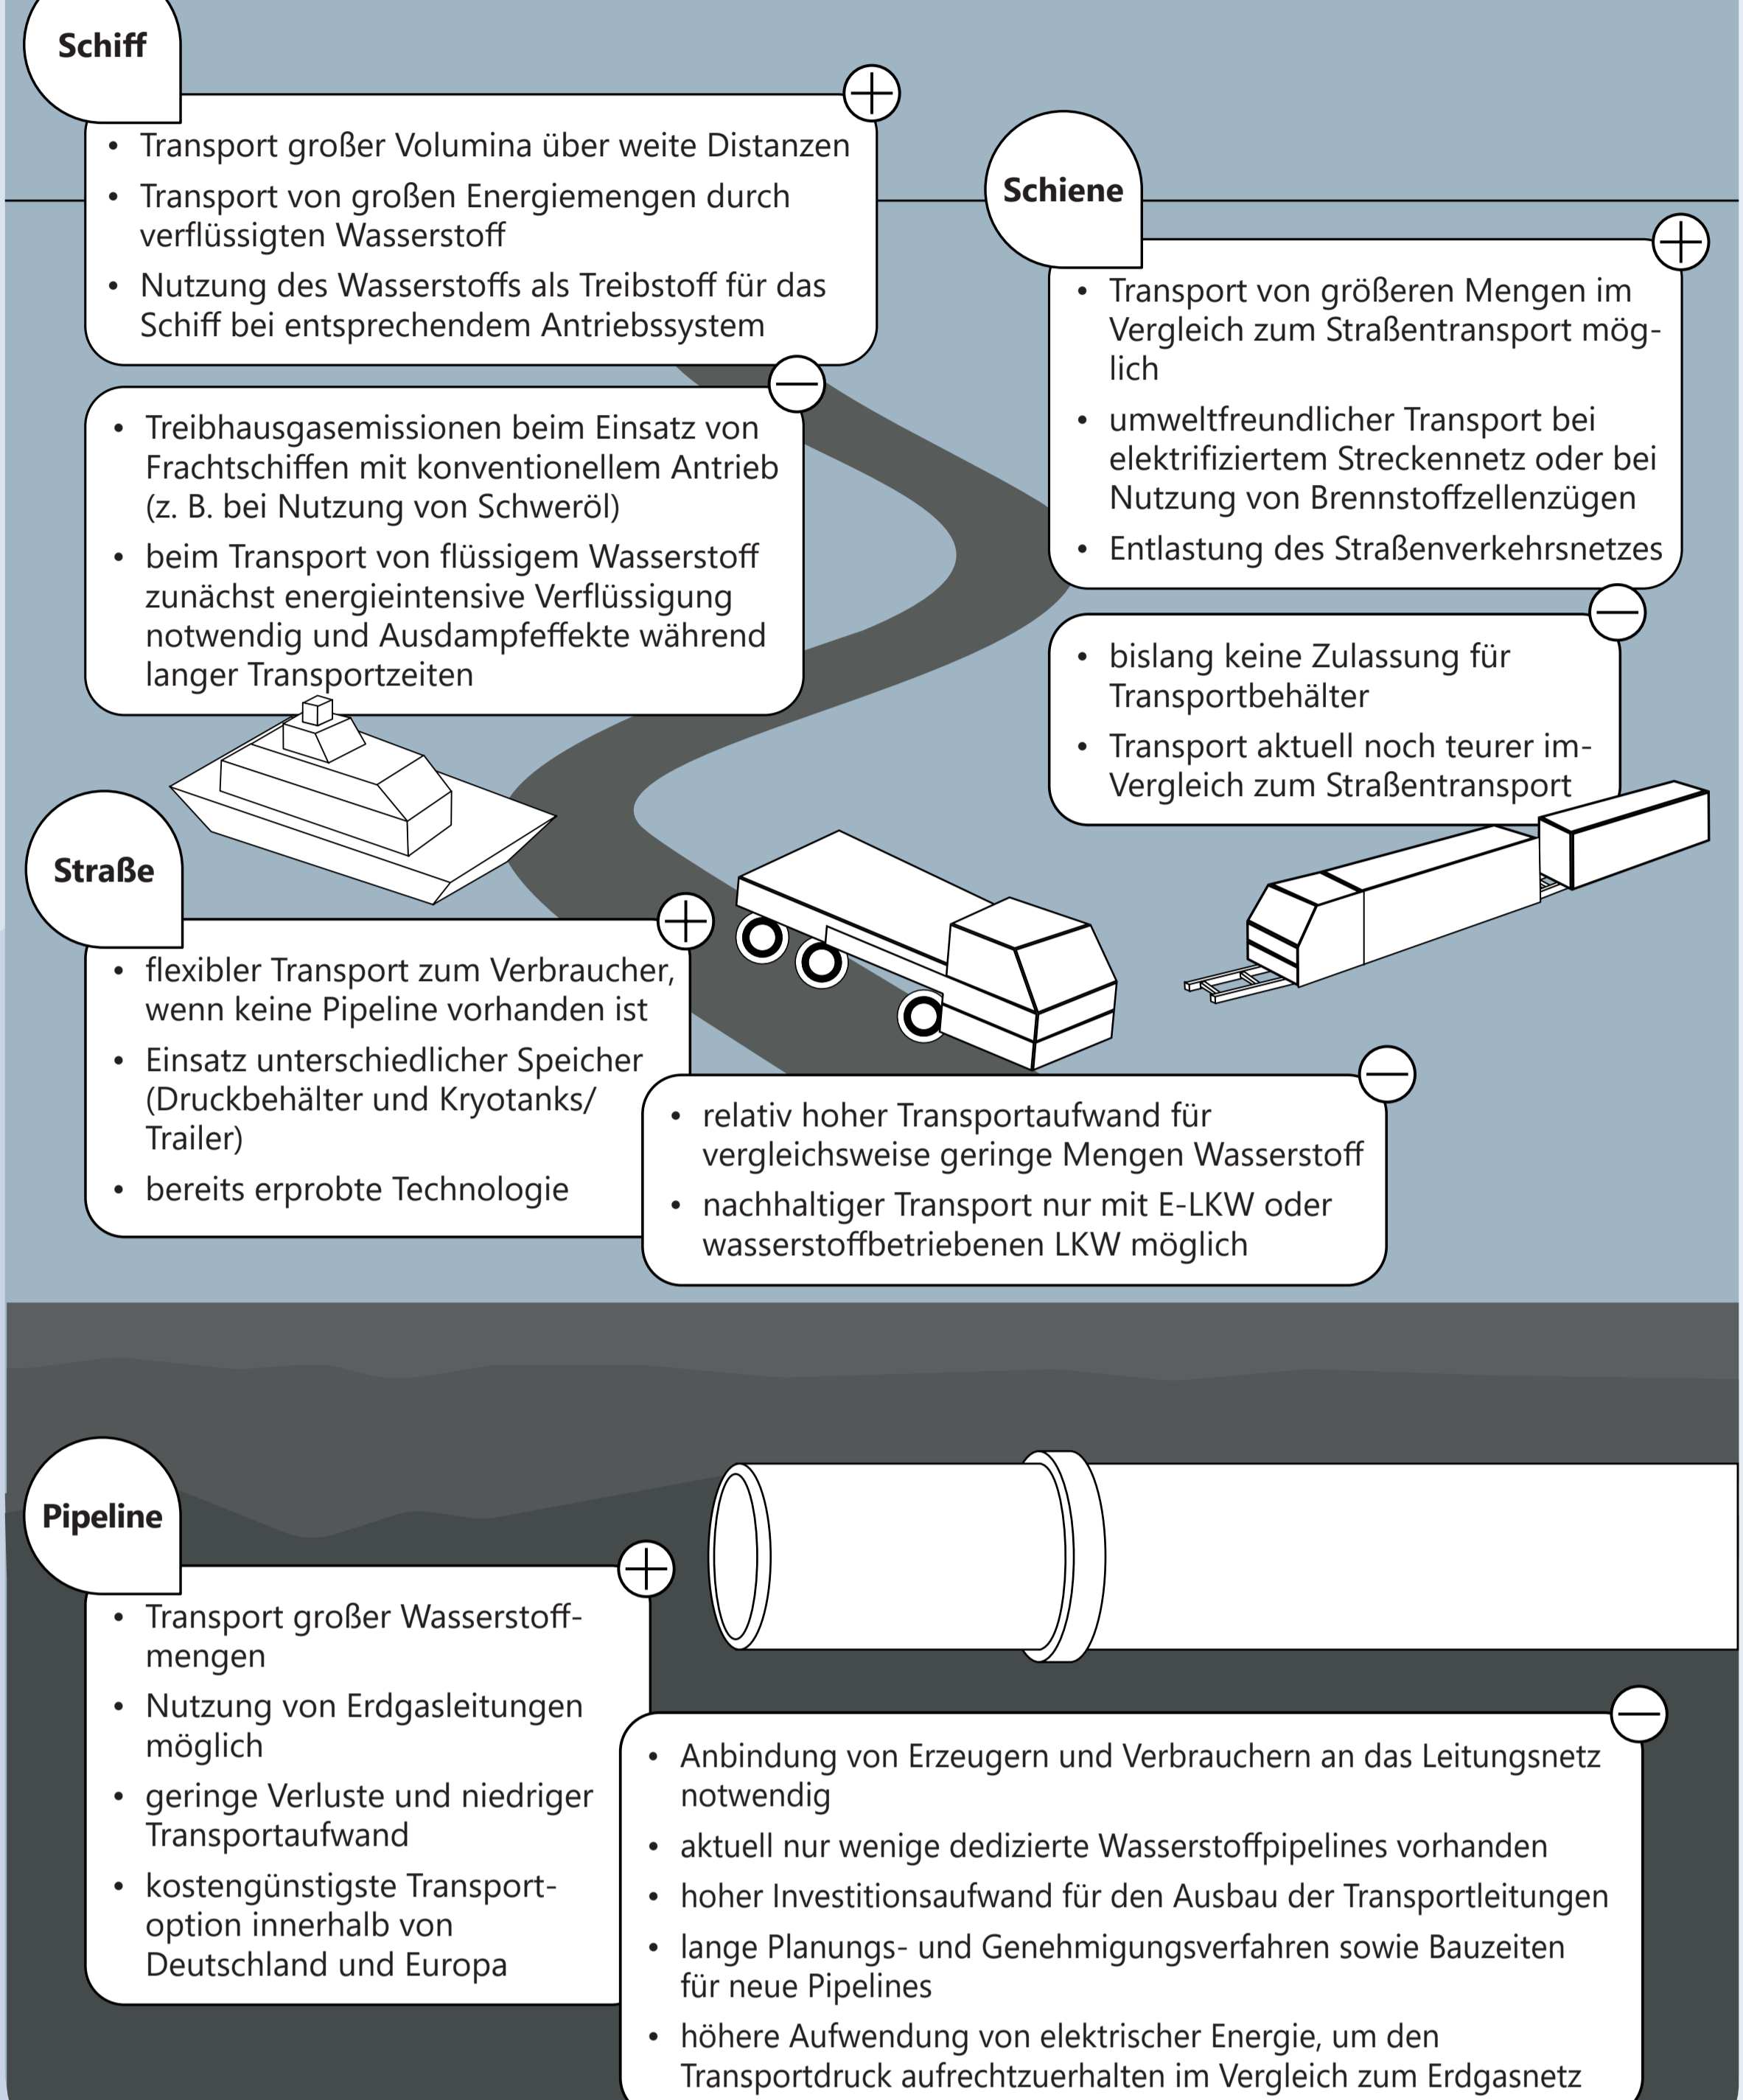 Schiff
• Transport großer Volumina über weite Distanzen
• Transport von großen Energiemengen durch
verflüssigten Wasserstoff
• Nutzung des Wasserstoffs als Treibstoff für das
Schiff bei entsprechendem Antriebssystem
• Treibhausgasemissionen beim Einsatz von
Frachtschiffen mit konventionellem Antrieb
(z. B. bei Nutzung von Schweröl)
• beim Transport von flüssigem Wasserstoff
zunächst energieintensive Verflüssigung
notwendig und Ausdampfeffekte während
langer Transportzeiten
Schiene
• Transport von größeren Mengen im
Vergleich zum Straßentransport mög-
lich
• umweltfreundlicher Transport bei
elektrifiziertem Streckennetz oder bei
Nutzung von Brennstoffzellenzügen
• Entlastung des Straßenverkehrsnetzes
• bislang keine Zulassung für
Transportbehälter
• Transport aktuell noch teurer im-
Vergleich zum Straßentransport
Straße
• flexibler Transport zum Verbraucher,
wenn keine Pipeline vorhanden ist
• Einsatz unterschiedlicher Speicher
(Druckbehälter und Kryotanks/
Trailer)
• bereits erprobte Technologie
• relativ hoher Transportaufwand für
vergleichsweise geringe Mengen Wasserstoff
• nachhaltiger Transport nur mit E-LKW oder
wasserstoffbetriebenen LKW möglich
Pipeline
• Transport großer Wasserstoff-
mengen
• Nutzung von Erdgasleitungen
möglich
• geringe Verluste und niedriger
Transportaufwand
• kostengünstigste Transport-
option innerhalb von
Deutschland und Europa
• Anbindung von Erzeugern und Verbrauchern an das Leitungsnetz
notwendig
• aktuell nur wenige dedizierte Wasserstoffpipelines vorhanden
• hoher Investitionsaufwand für den Ausbau der Transportleitungen
• lange Planungs- und Genehmigungsverfahren sowie Bauzeiten
für neue Pipelines
• höhere Aufwendung von elektrischer Energie, um den
Transportdruck aufrechtzuerhalten im Vergleich zum Erdgasnetz